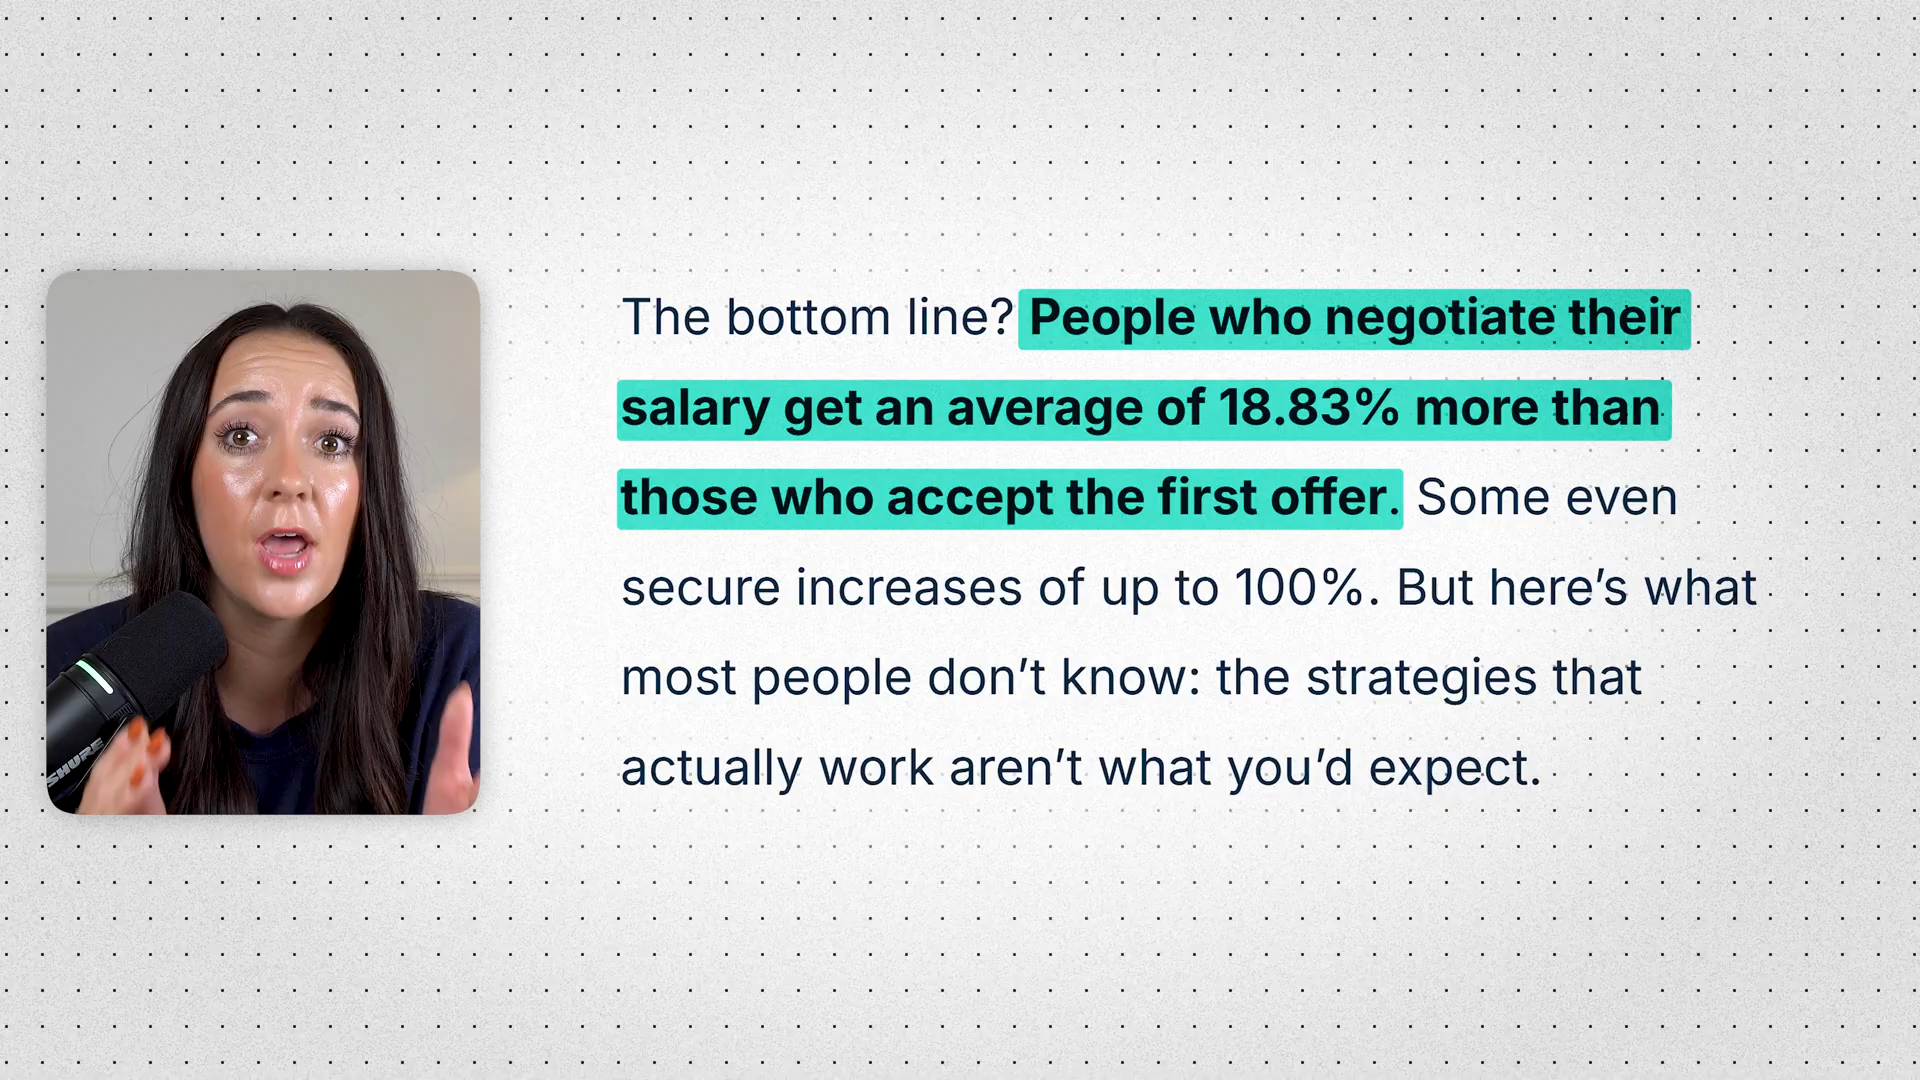 The bottom line? People who negotiate their
salary get an average of 18.83% more than
those who accept the first offer. Some even
secure increases of up to 100%. But here’s what
most people don’t know: the strategies that
actually work aren’t what you’d expect.
SHURE